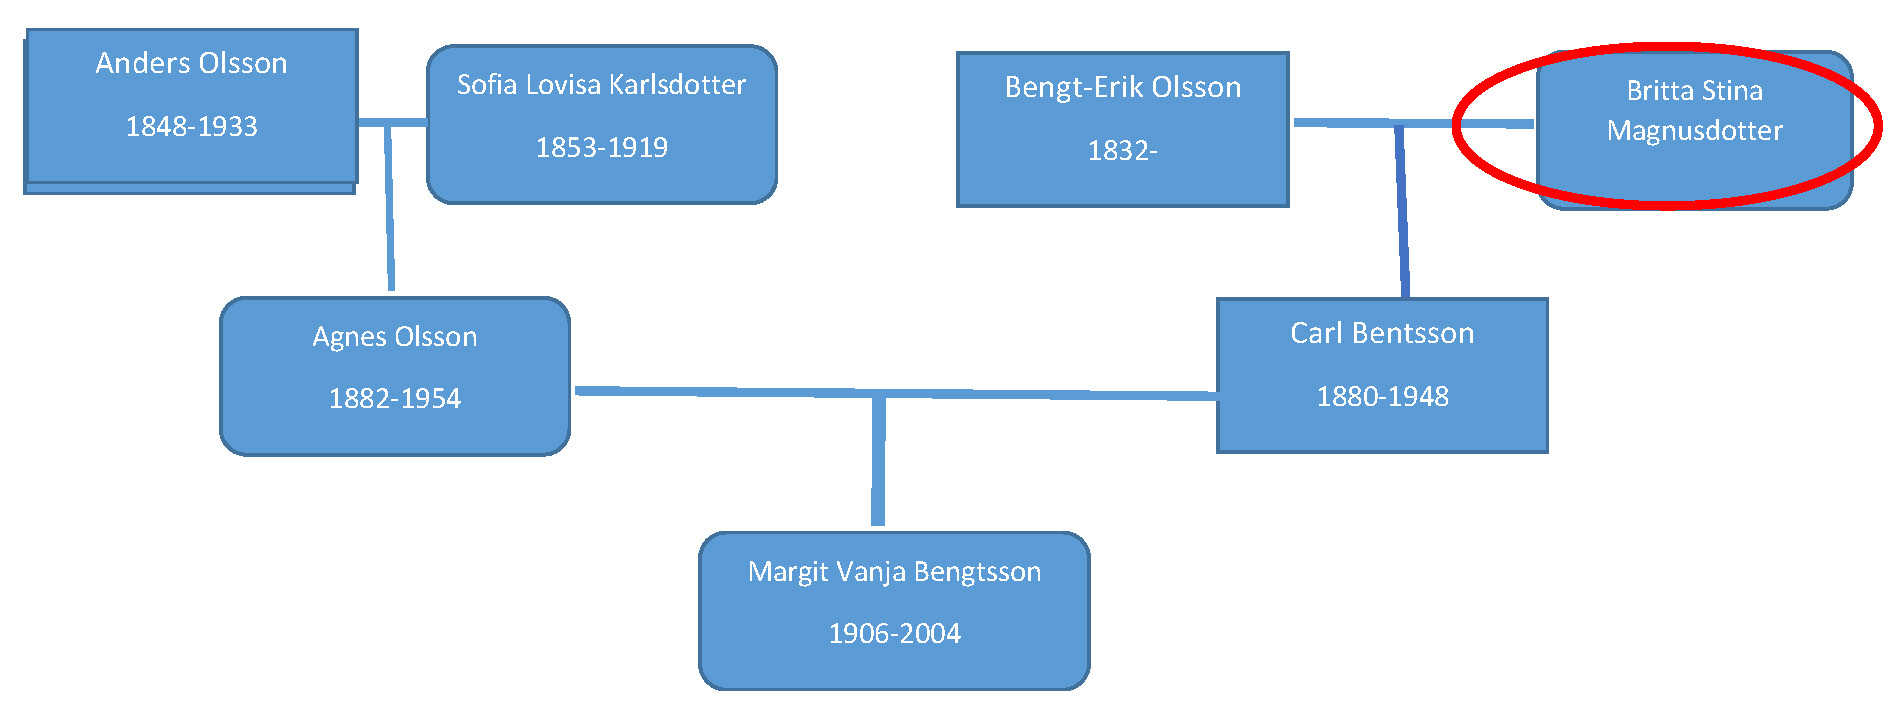 Anders Olsson
1848-1933
Sofia Lovisa Karlsdotter
1853-1919
Bengt-Erik Olsson
1832-
Britta Stina
Magnusdotter
Agnes Olsson
1882-1954
Carl Bentsson
1880-1948
Margit Vanja Bengtsson
1906-2004